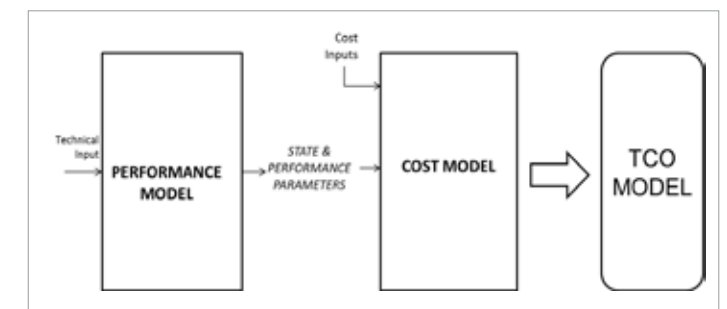 Cost
Inputs
Technical
Input
PERFORMANCE
MODEL
STATE &
PERFORMANCE
PARAMETERS
COST MODEL
TCO
MODEL